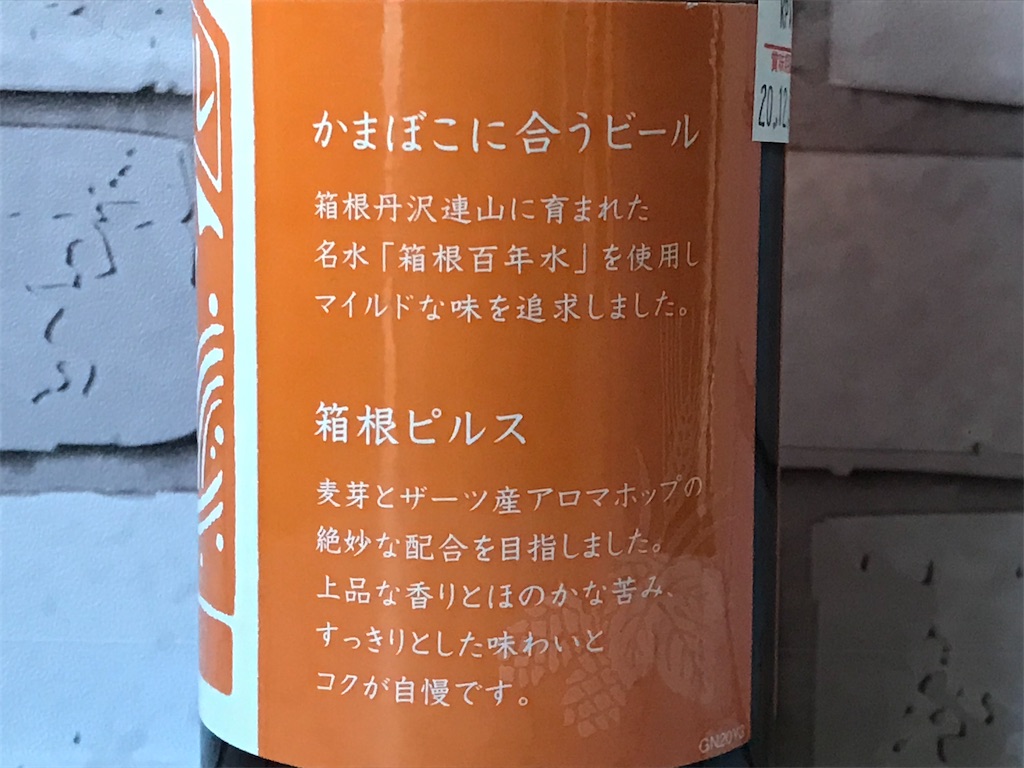 かまぼこに合うビール
箱根丹沢連山に育まれた
名水「箱根百年水」を使用し
マイルドな味を追求しました。
箱根ピルス
麦芽とザーツ産アロマホップの
絶妙な配合を目指しました。
上品な香りとほのかな苦み、
すっきりとした味わいと
コクが自慢です。
GN20Y3
20.12